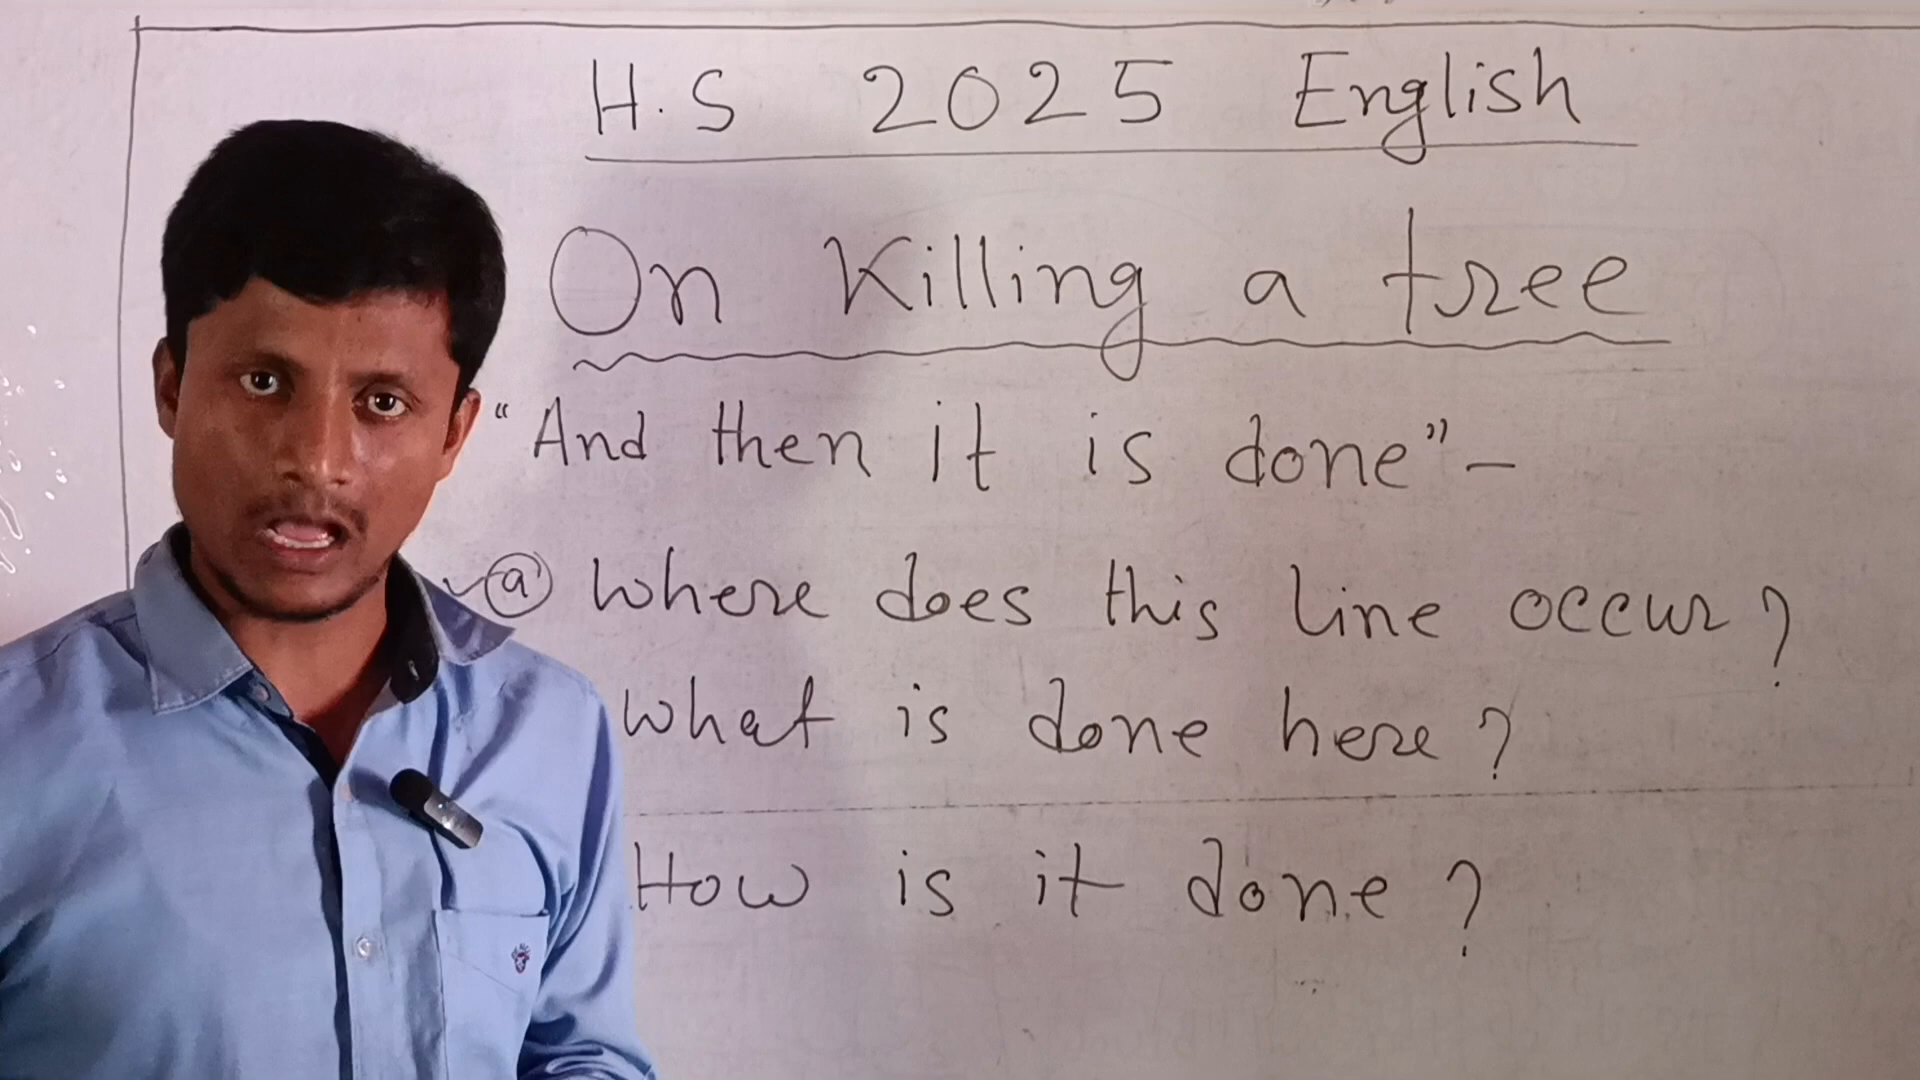 H.S 2025 English
On Killing a tree
"And then it is done" –
(a) Where does this line occur?
What is done here?
How is it done?